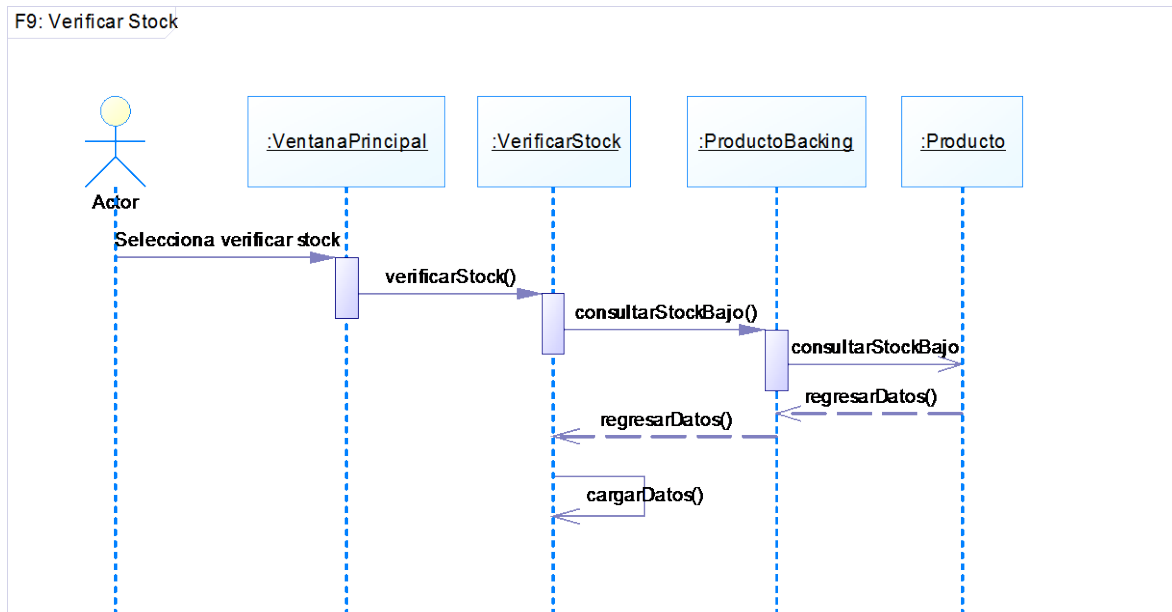 F9: Verificar Stock
:VentanaPrincipal
:VerificarStock
:ProductoBacking
:Producto
Actor
Selecciona verificar stock
verificarStock()
consultarStockBajo()
consultarStockBajo
regresarDatos()
regresarDatos()
cargarDatos()